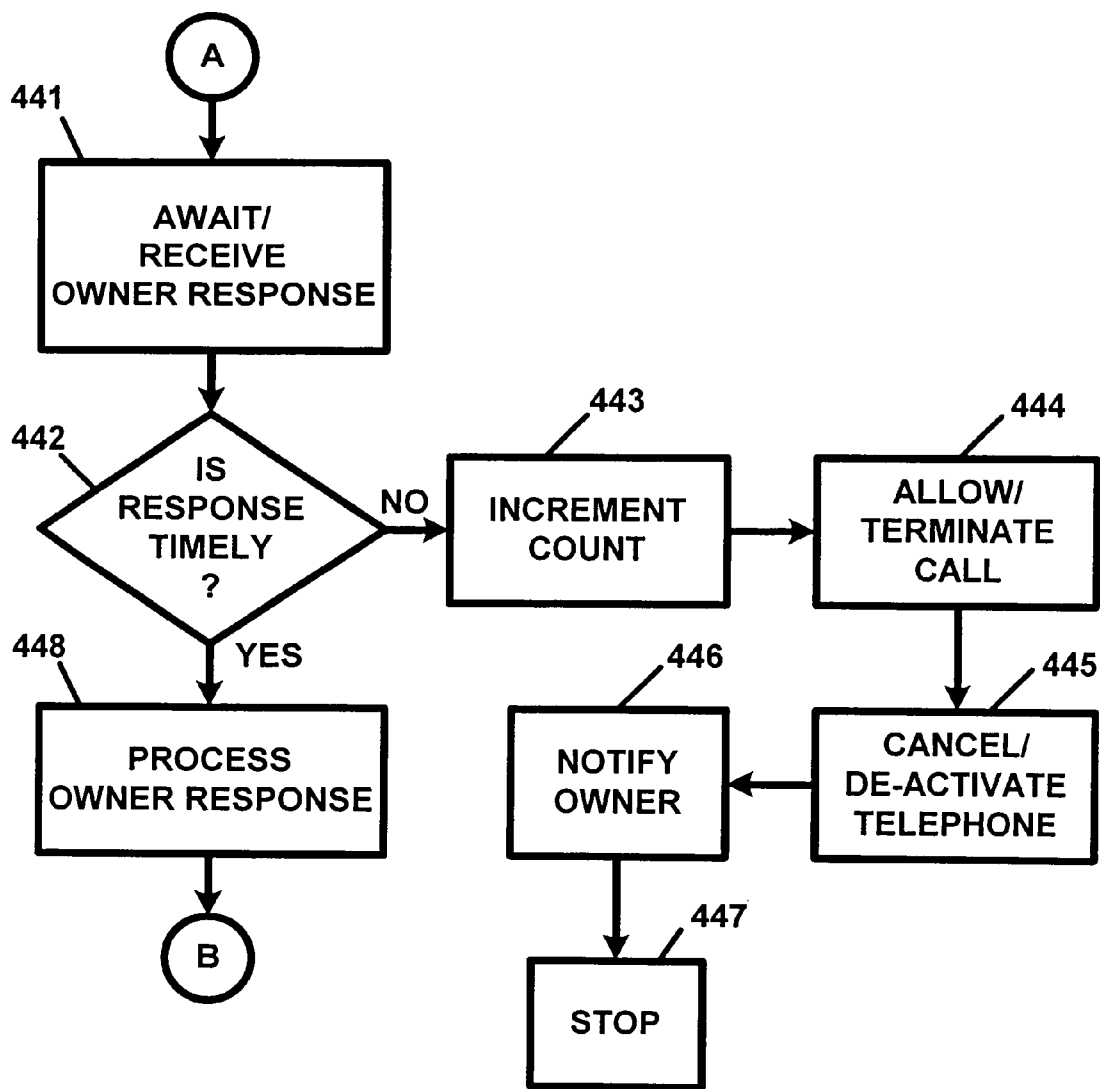 A
441
AWAIT/
RECEIVE
OWNER RESPONSE
442
IS
RESPONSE
TIMELY
?
NO
YES
443
INCREMENT
COUNT
444
ALLOW/
TERMINATE
CALL
445
CANCEL/
DE-ACTIVATE
TELEPHONE
446
NOTIFY
OWNER
447
STOP
448
PROCESS
OWNER RESPONSE
B